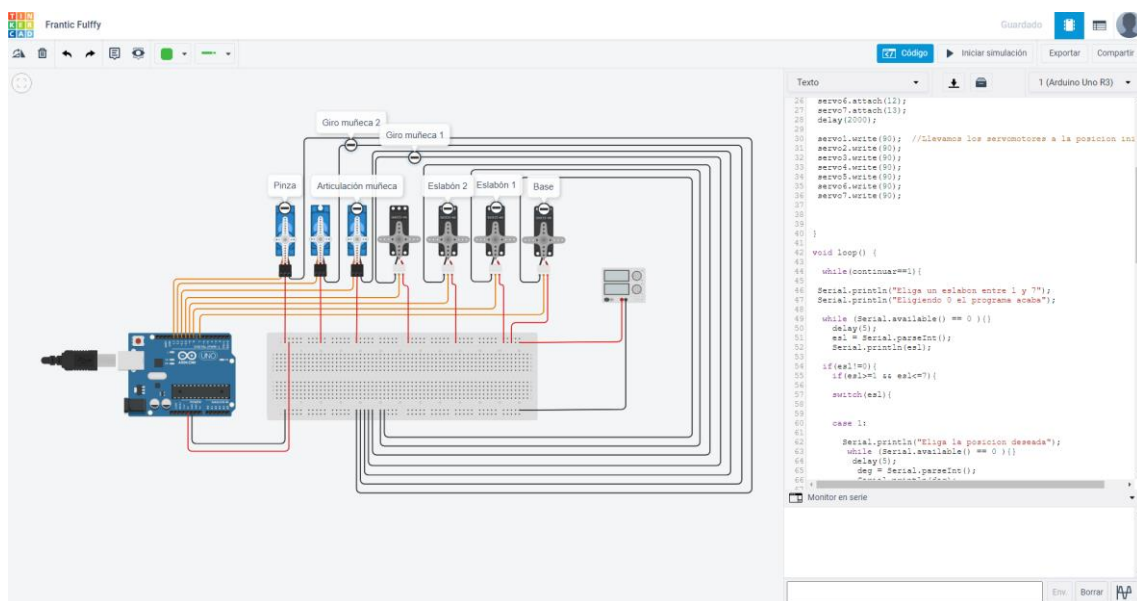 TIN
KER
CAD
Frantic Fulffy
Guardado
Código
Iniciar simulación
Exportar
Compartir
Texto
1 (Arduino Uno R3)
Giro muñeca 2
Giro muñeca 1
Pinza
Articulación muñeca
Eslabón 2
Eslabón 1
Base
UNO
26 servo6.attach(12);
27 servo7.attach(13);
28 delay(2000);
29
30 servo1.write(90); //Llevamos los servomotores a la posicion ini
31 servo2.write(90);
32 servo3.write(90);
33 servo4.write(90);
34 servo5.write(90);
35 servo6.write(90);
36 servo7.write(90);
37
38
39
40 }
41
42 void loop() {
43
44 while(continuar==1){
45
46 Serial.println("Eliga un eslabon entre 1 y 7");
47 Serial.println("Eligiendo 0 el programa acaba");
48
49 while (Serial.available() == 0 ){}
50 delay(5);
51 esl = Serial.parseInt();
52 Serial.println(esl);
53
54 if(esl!=0){
55 if(esl>=1 && esl<=7){
56
57 switch(esl){
58
59
60 case 1:
61
62 Serial.println("Eliga la posicion deseada");
63 while (Serial.available() == 0 ){}
64 delay(5);
65 deg = Serial.parseInt();
66
Monitor en serie
Env.
Borrar